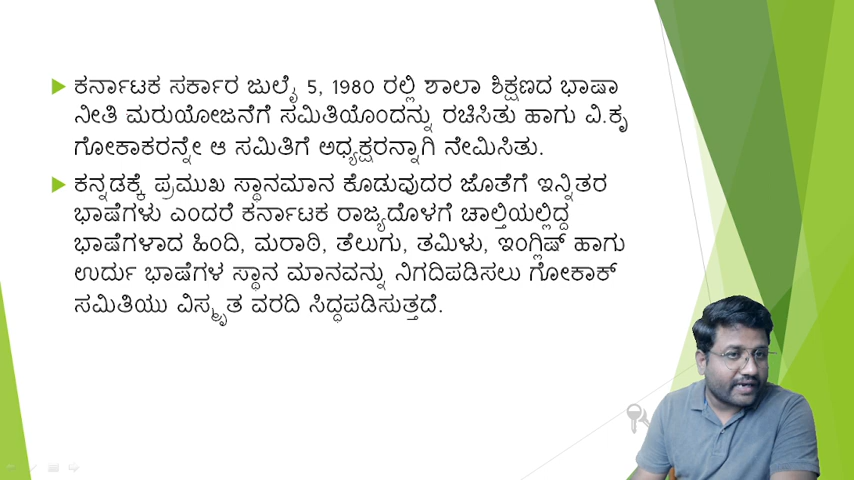 ಕರ್ನಾಟಕ ಸರ್ಕಾರ ಜುಲೈ 5, 1980 ರಲ್ಲಿ ಶಾಲಾ ಶಿಕ್ಷಣದ ಭಾಷಾ
ನೀತಿ ಮರುಯೋಜನೆಗೆ ಸಮಿತಿಯೊಂದನ್ನು ರಚಿಸಿತು ಹಾಗು ವಿ.ಕೃ
ಗೋಕಾಕರನ್ನೇ ಆ ಸಮಿತಿಗೆ ಅಧ್ಯಕ್ಷರನ್ನಾಗಿ ನೇಮಿಸಿತು.
ಕನ್ನಡಕ್ಕೆ ಪ್ರಮುಖ ಸ್ಥಾನಮಾನ ಕೊಡುವುದರ ಜೊತೆಗೆ ಇನ್ನಿತರ
ಭಾಷೆಗಳು ಎಂದರೆ ಕರ್ನಾಟಕ ರಾಜ್ಯದೊಳಗೆ ಚಾಲ್ತಿಯಲ್ಲಿದ್ದ
ಭಾಷೆಗಳಾದ ಹಿಂದಿ, ಮರಾಠಿ, ತೆಲುಗು, ತಮಿಳು, ಇಂಗ್ಲಿಷ್ ಹಾಗು
ಉರ್ದು ಭಾಷೆಗಳ ಸ್ಥಾನ ಮಾನವನ್ನು ನಿಗದಿಪಡಿಸಲು ಗೋಕಾಕ್
ಸಮಿತಿಯು ವಿಸ್ಮೃತ ವರದಿ ಸಿದ್ಧಪಡಿಸುತ್ತದೆ.